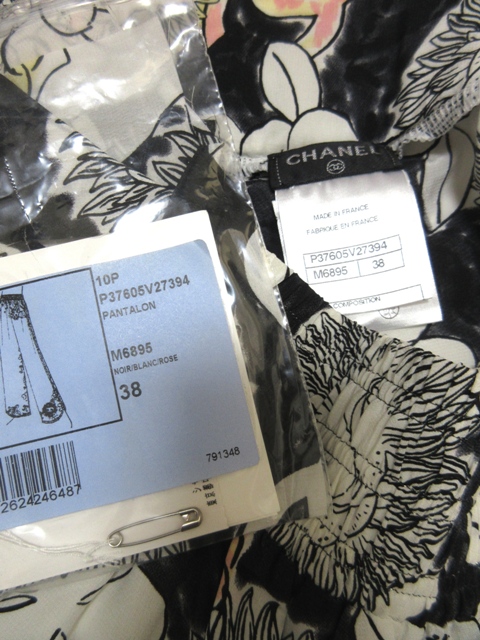 CHANEL
MADE IN FRANCE
FABRIQUE EN FRANCE
P37605V27394
M6895 38
COMPOSITION
10P
P37605V27394
PANTALON
M6895
NOIR/BLANC/ROSE
38
791348
2624246487